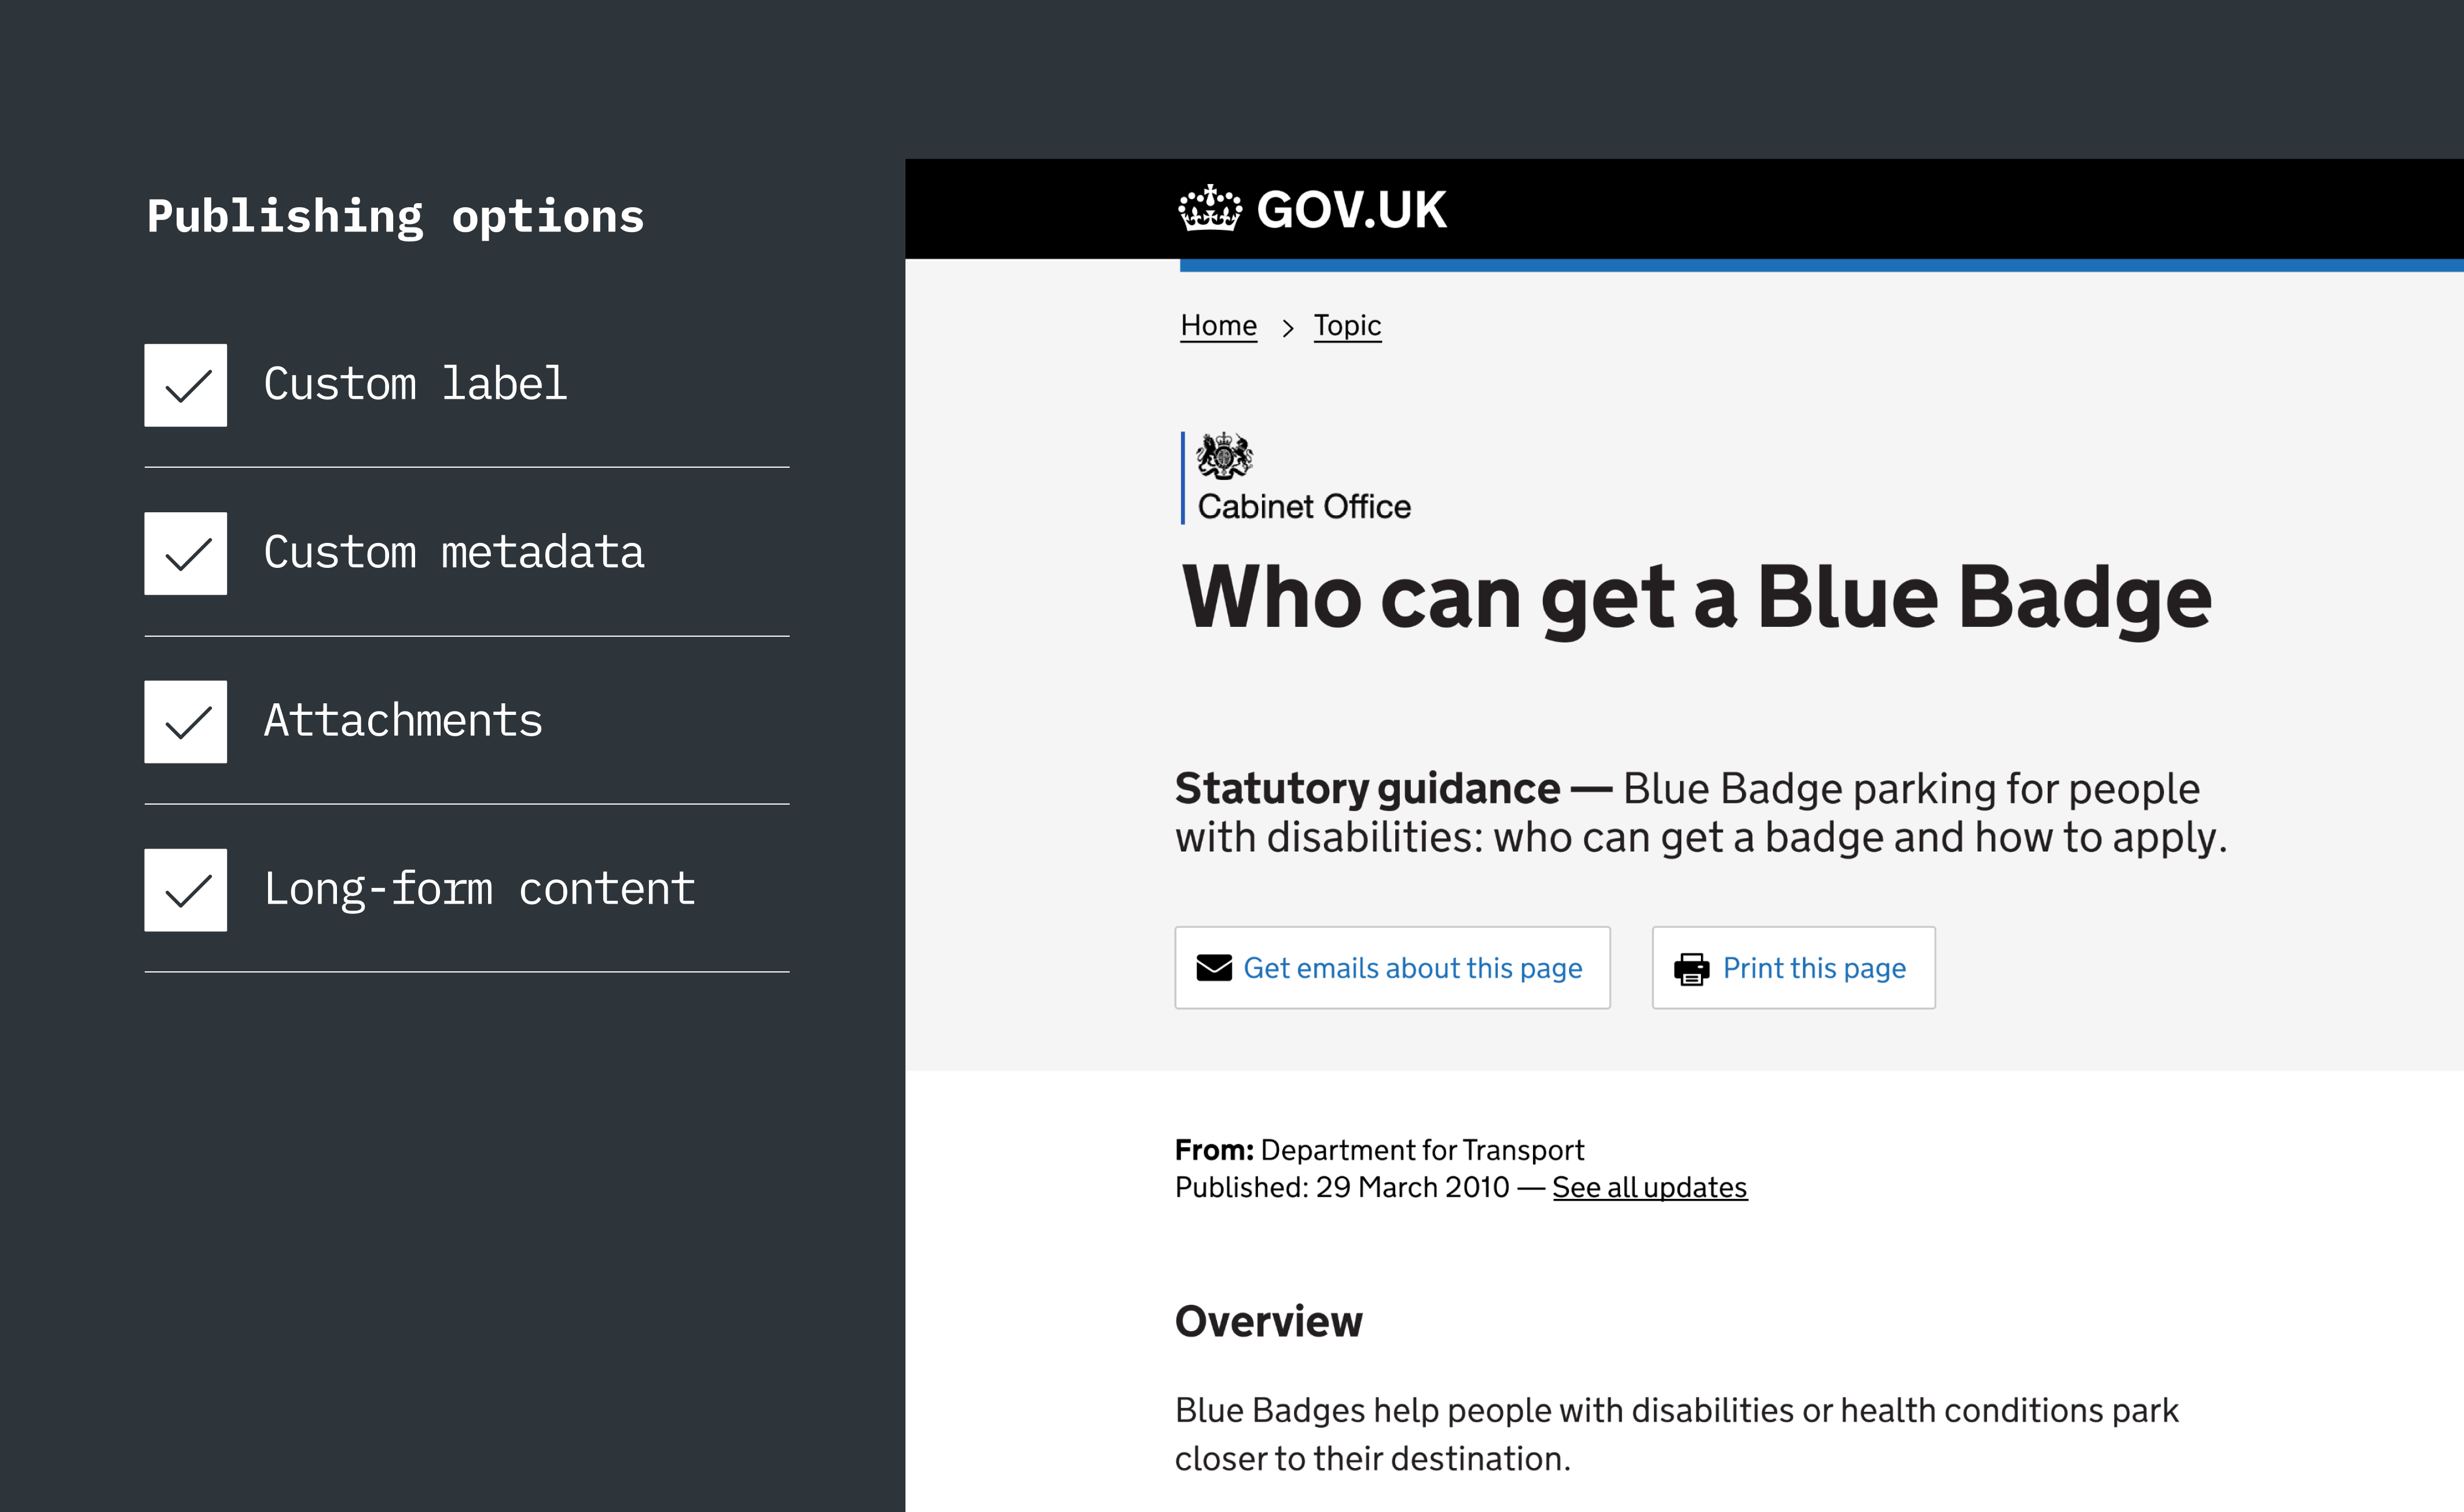 Publishing options
Custom label
Custom metadata
Attachments
Long-form content
GOV.UK
Home > Topic
Cabinet Office
Who can get a Blue Badge
Statutory guidance — Blue Badge parking for people
with disabilities: who can get a badge and how to apply.
Get emails about this page
Print this page
From: Department for Transport
Published: 29 March 2010 — See all updates
Overview
Blue Badges help people with disabilities or health conditions park
closer to their destination.